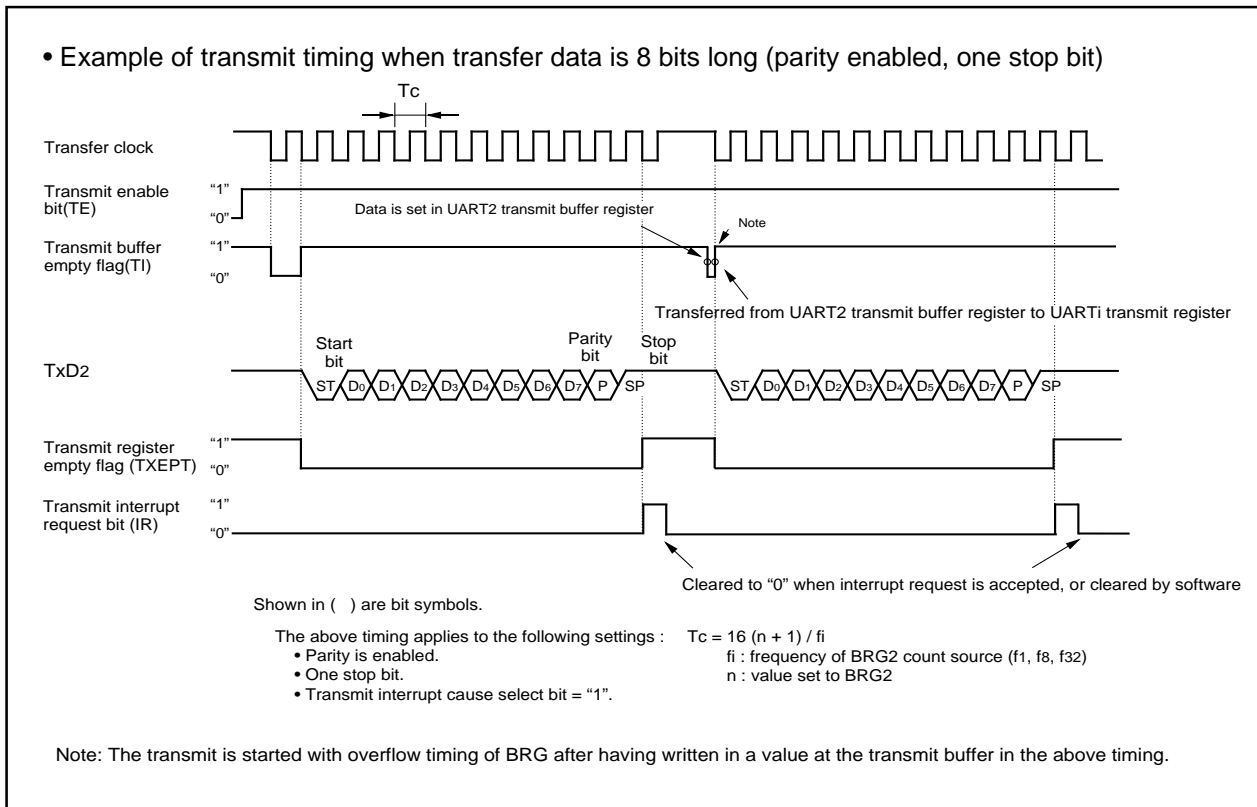 • Example of transmit timing when transfer data is 8 bits long (parity enabled, one stop bit)
Tc
Transfer clock
Transmit enable
bit(TE)
“1”
“0”
Data is set in UART2 transmit buffer register
Note
Transmit buffer
empty flag(TI)
“1”
“0”
Transferred from UART2 transmit buffer register to UARTi transmit register
Start
bit
Parity
bit
Stop
bit
TxD2
ST D0 D1 D2 D3 D4 D5 D6 D7 P SP ST D0 D1 D2 D3 D4 D5 D6 D7 P SP
Transmit register
empty flag (TXEPT)
“1”
“0”
Transmit interrupt
request bit (IR)
“1”
“0”
Cleared to “0” when interrupt request is accepted, or cleared by software
Shown in ( ) are bit symbols.
The above timing applies to the following settings :
• Parity is enabled.
• One stop bit.
• Transmit interrupt cause select bit = “1”.
Tc = 16 (n + 1) / fi
fi : frequency of BRG2 count source (f1, f8, f32)
n : value set to BRG2
Note: The transmit is started with overflow timing of BRG after having written in a value at the transmit buffer in the above timing.